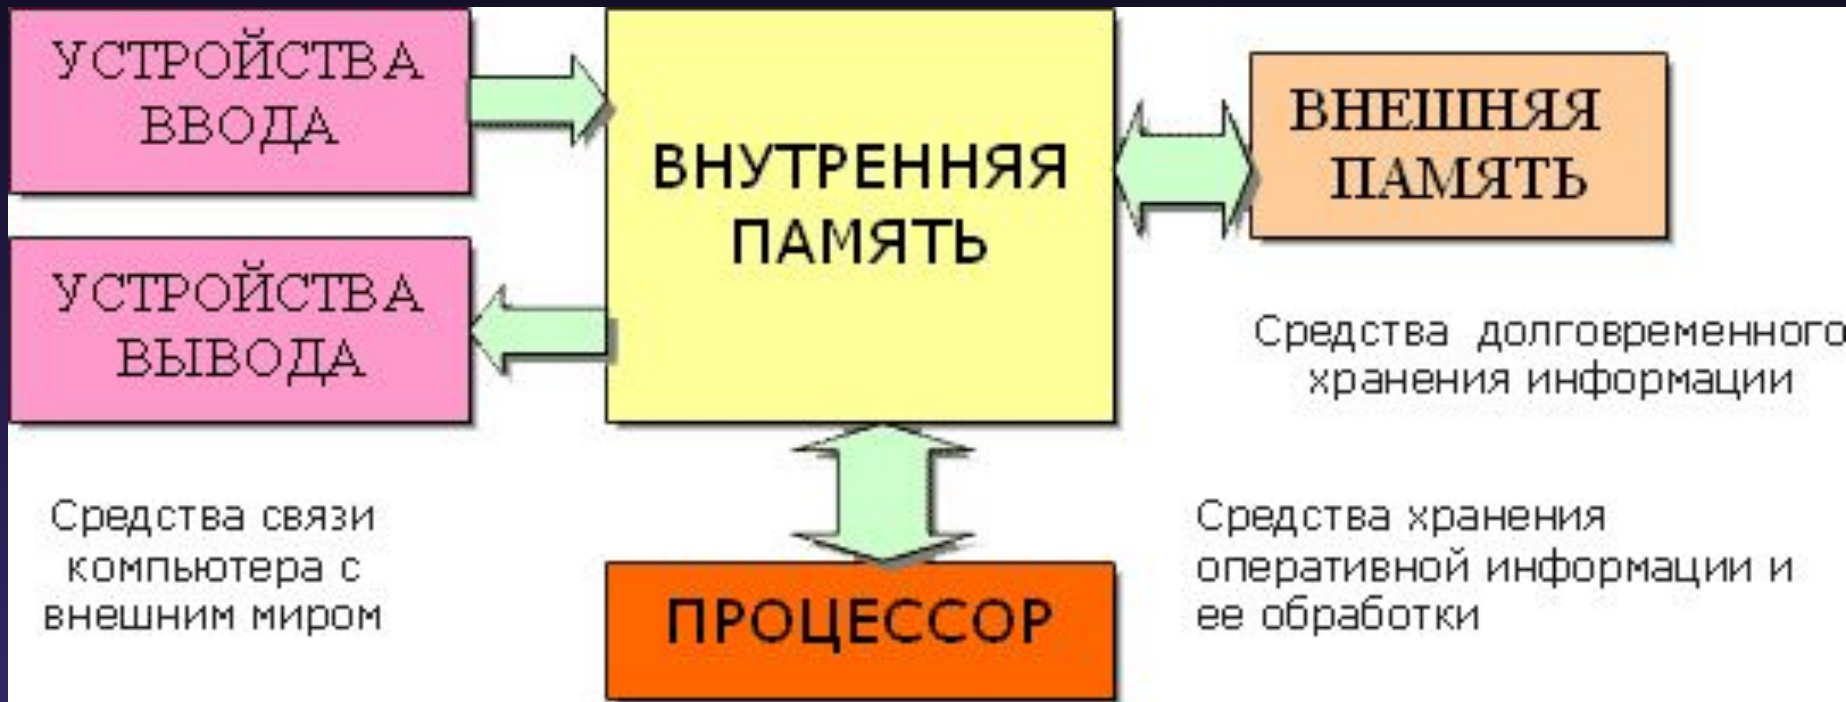 УСТРОЙСТВА
ВВОДА
УСТРОЙСТВА
ВЫВОДА
ВНУТРЕННЯЯ
ПАМЯТЬ
ВНЕШНЯЯ
ПАМЯТЬ
Средства долговременного
хранения информации
Средства связи
компьютера с
внешним миром
ПРОЦЕССОР
Средства хранения
оперативной информации и
ее обработки